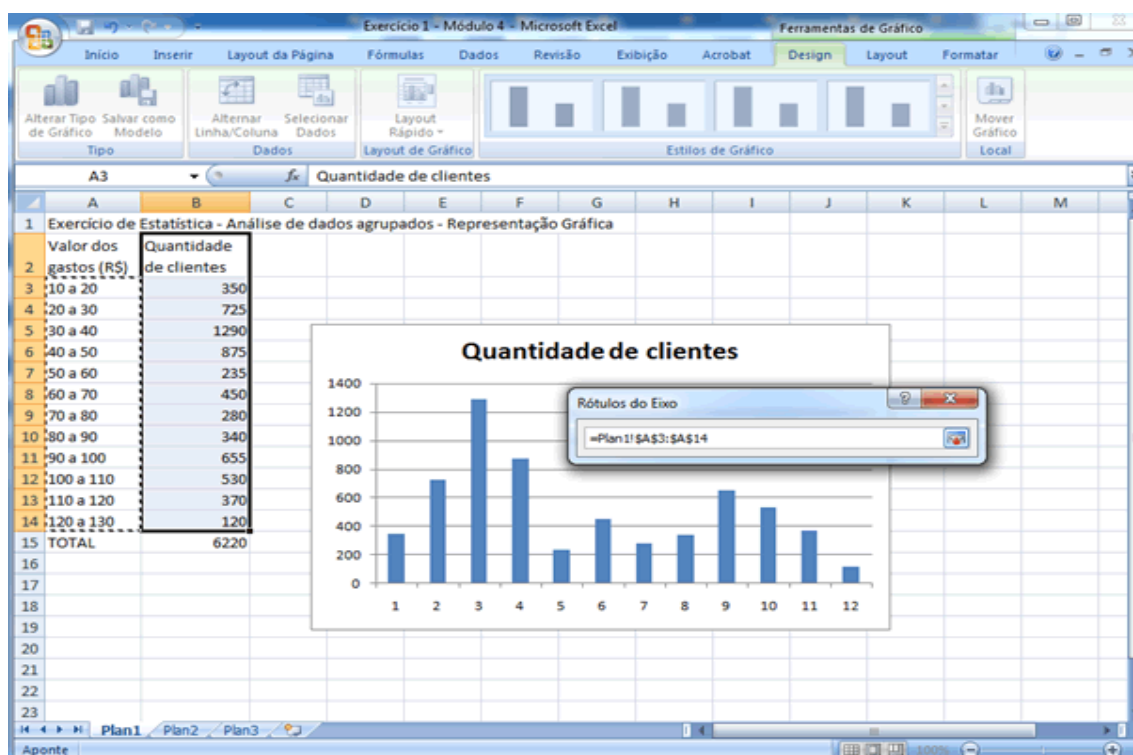 Exercício 1 - Módulo 4 - Microsoft Excel
Ferramentas de Gráfico
Início Inserir Layout da Página Fórmulas Dados Revisão Exibição Acrobat Design Layout Formatar
Alterar Tipo de Gráfico
Salvar como Modelo
Alternar Linha/Coluna
Selecionar Dados
Layout Rápido
Mover Gráfico
Tipo Dados Layout de Gráfico Estilos de Gráfico Local
A3 fx Quantidade de clientes
A B C D E F G H I J K L M
1 Exercício de Estatística - Análise de dados agrupados - Representação Gráfica
Valor dos Quantidade
2 gastos (R$) de clientes
3 10 a 20 350
4 20 a 30 725
5 30 a 40 1290
6 40 a 50 875
7 50 a 60 235
8 60 a 70 450
9 70 a 80 280
10 80 a 90 340
11 90 a 100 655
12 100 a 110 530
13 110 a 120 370
14 120 a 130 120
15 TOTAL 6220
16
17
18
19
20
21
22
23
Quantidade de clientes
1400
1200
1000
800
600
400
200
0
1 2 3 4 5 6 7 8 9 10 11 12
Rótulos do Eixo
=Plan1!$A$3:$A$14
Plan1 Plan2 Plan3
Aponte 100%